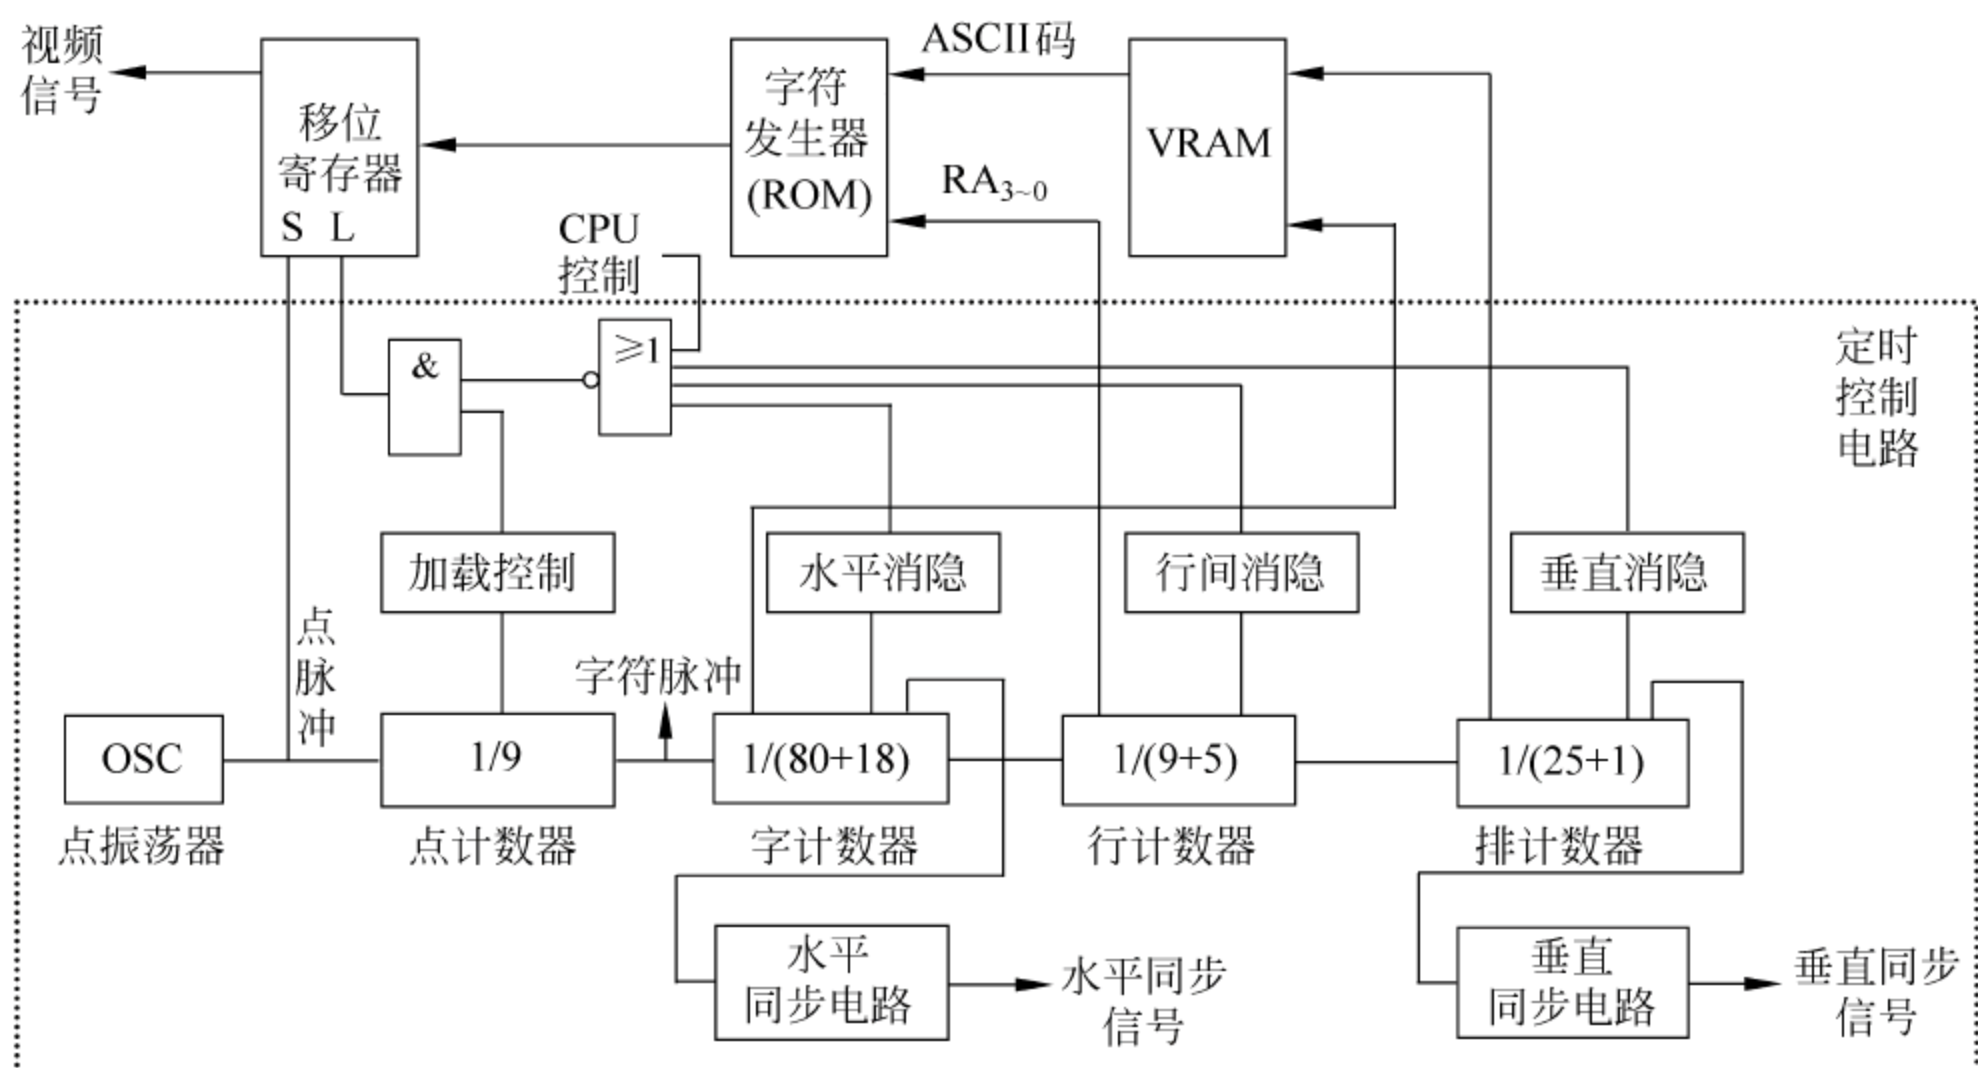 视频
信号
移位
寄存器
S L
字符
发生器
(ROM)
ASCII码
RA3~0
VRAM
CPU
控制
&
≥1
定时
控制
电路
加载控制
水平消隐
行间消隐
垂直消隐
点
脉
冲
字符脉冲
OSC
1/9
1/(80+18)
1/(9+5)
1/(25+1)
点振荡器
点计数器
字计数器
行计数器
排计数器
水平
同步电路
水平同步
信号
垂直
同步电路
垂直同步
信号